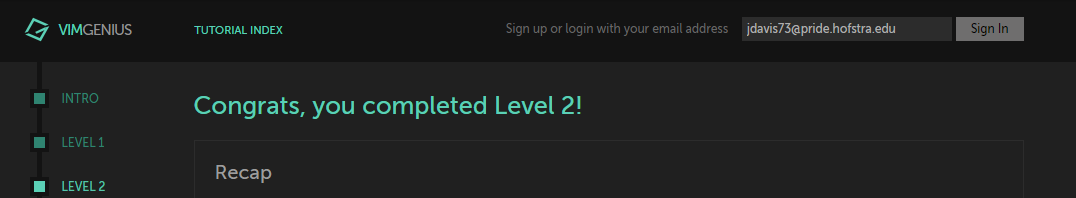 VIMGENIUS TUTORIAL INDEX Sign up or login with your email address jdavis73@pride.hofstra.edu Sign In
INTRO
Congrats, you completed Level 2!
LEVEL 1
Recap
LEVEL 2